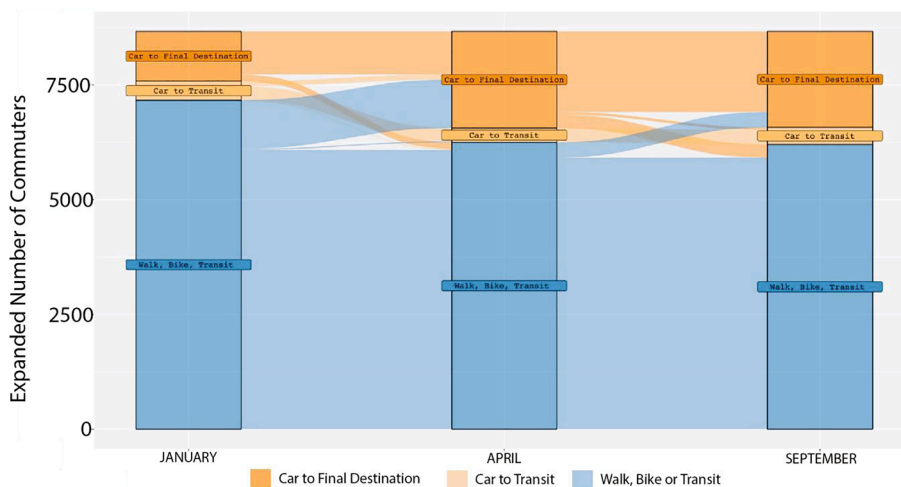 Expanded Number of Commuters
7500
5000
2500
0
Car to Final Destination
Car to Transit
Walk, Bike, Transit
Car to Final Destination
Car to Transit
Walk, Bike, Transit
Car to Final Destination
Car to Transit
Walk, Bike, Transit
JANUARY
APRIL
SEPTEMBER
Car to Final Destination
Car to Transit
Walk, Bike or Transit